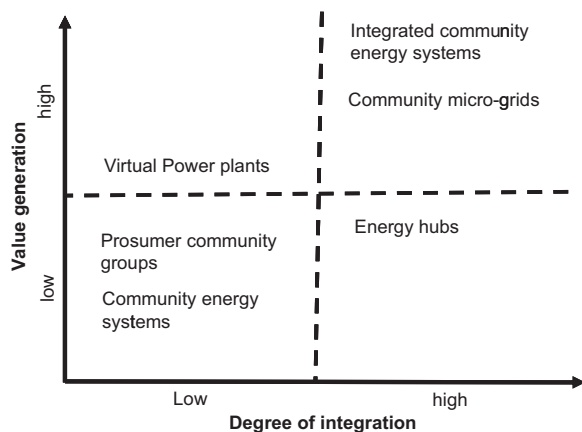 Integrated community
energy systems
Community micro-grids
high
Virtual Power plants
Value generation
Energy hubs
Prosumer community
groups
low
Community energy
systems
Low
high
Degree of integration